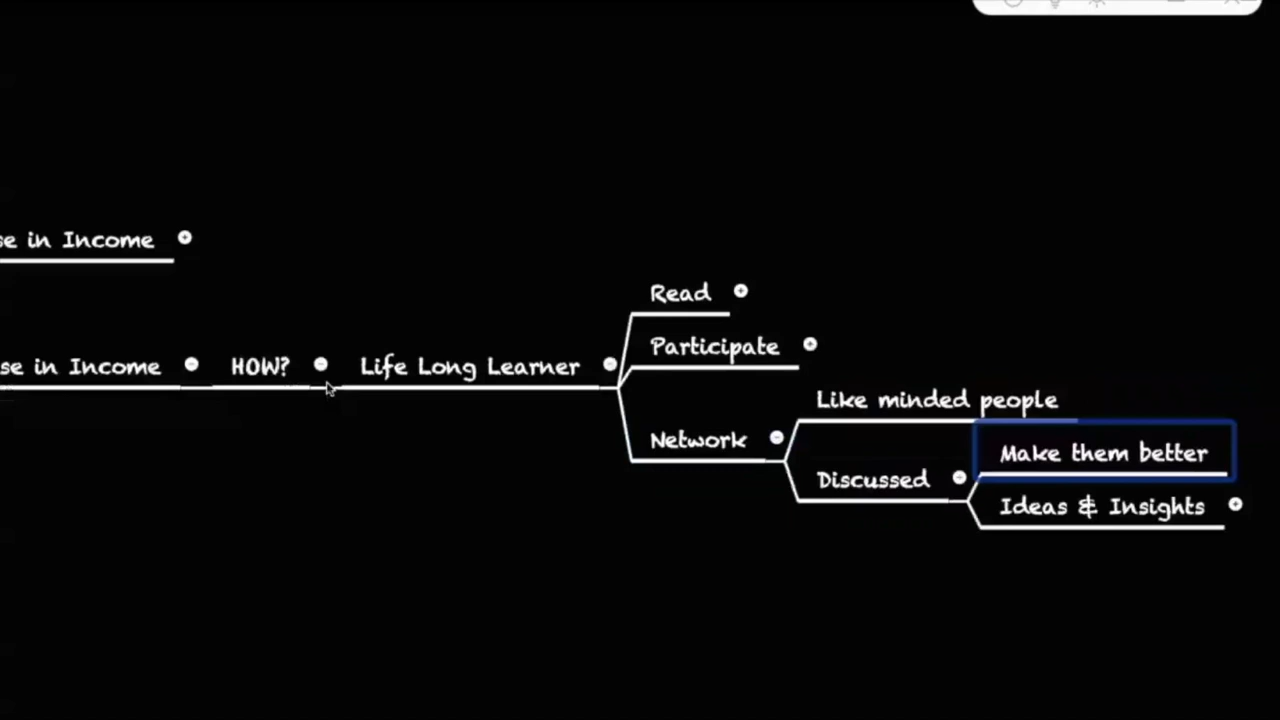 se in Income
Read
Participate
se in Income
HOW?
Life Long Learner
Like minded people
Network
Make them better
Discussed
Ideas & Insights